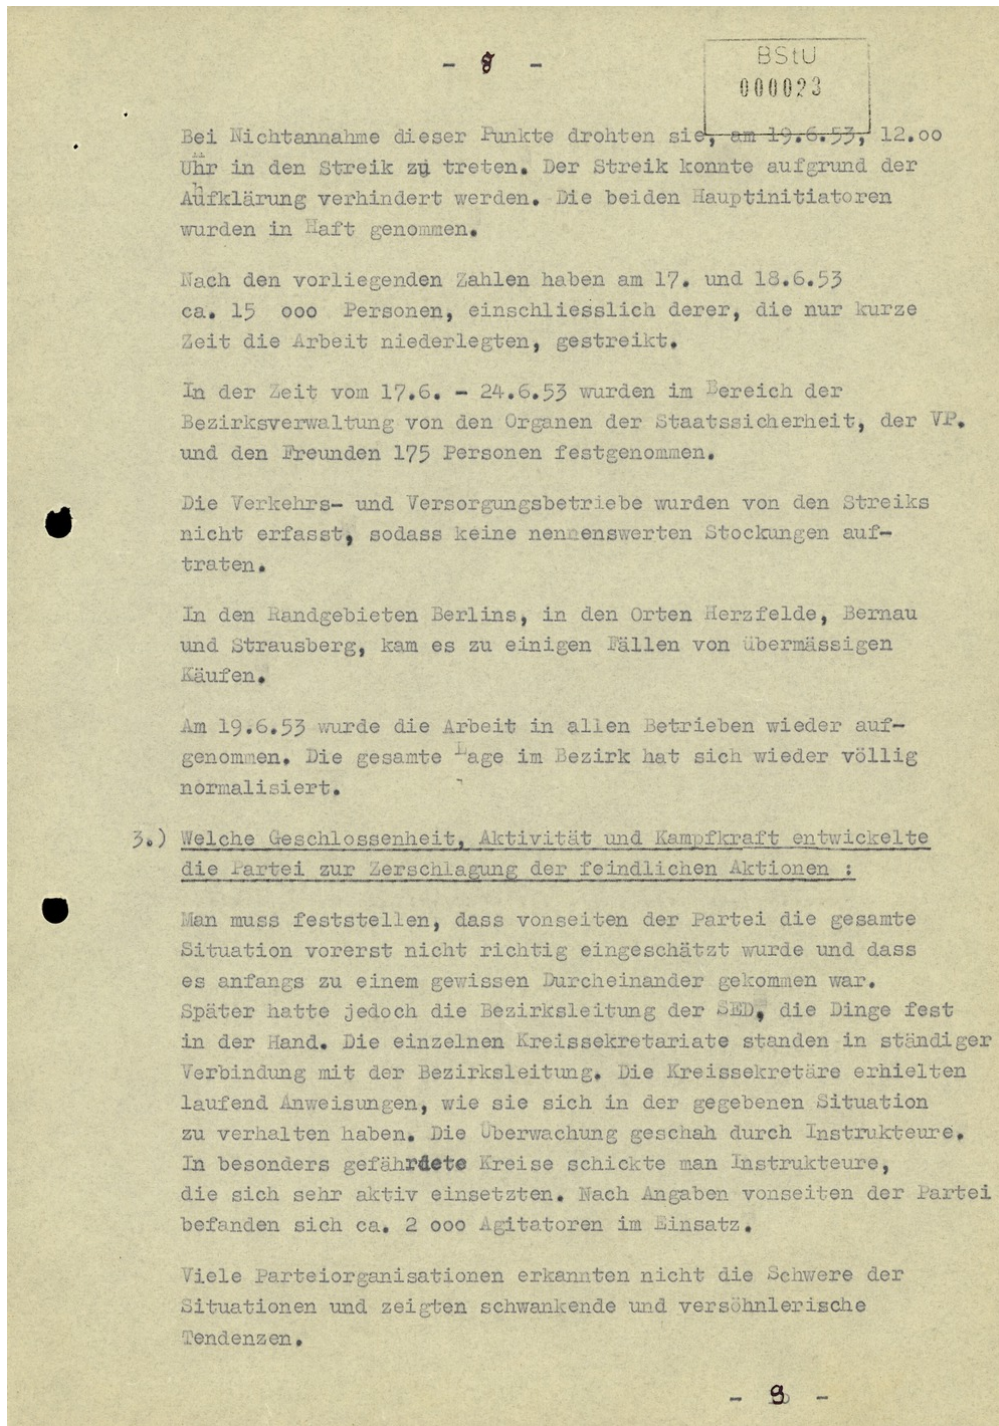 - 8 -
BStU
000023
Bei Nichtannahme dieser Punkte drohten sie, am 19.6.53, 12.oo
Uhr in den Streik zu treten. Der Streik konnte aufgrund der
Aufklärung verhindert werden. Die beiden Hauptinitiatoren
wurden in Haft genommen.
Nach den vorliegenden Zahlen haben am 17. und 18.6.53
ca. 15 ooo Personen, einschliesslich derer, die nur kurze
Zeit die Arbeit niederlegten, gestreikt.
In der Zeit vom 17.6. - 24.6.53 wurden im Bereich der
Bezirksverwaltung von den Organen der Staatssicherheit, der VP.
und den Freunden 175 Personen festgenommen.
Die Verkehrs- und Versorgungsbetriebe wurden von den Streiks
nicht erfasst, sodass keine nennenswerten Stockungen auf-
traten.
In den Randgebieten Berlins, in den Orten Herzfelde, Bernau
und Strausberg, kam es zu einigen Fällen von übermässigen
Käufen.
Am 19.6.53 wurde die Arbeit in allen Betrieben wieder auf-
genommen. Die gesamte Lage im Bezirk hat sich wieder völlig
normalisiert.
3.) Welche Geschlossenheit, Aktivität und Kampfkraft entwickelte
die Partei zur Zerschlagung der feindlichen Aktionen :
Man muss feststellen, dass vonseiten der Partei die gesamte
Situation vorerst nicht richtig eingeschätzt wurde und dass
es anfangs zu einem gewissen Durcheinander gekommen war.
Später hatte jedoch die Bezirksleitung der SED, die Dinge fest
in der Hand. Die einzelnen Kreissekretariate standen in ständiger
Verbindung mit der Bezirksleitung. Die Kreissekretäre erhielten
laufend Anweisungen, wie sie sich in der gegebenen Situation
zu verhalten haben. Die Überwachung geschah durch Instrukteure.
In besonders gefährdete Kreise schickte man Instrukteure,
die sich sehr aktiv einsetzten. Nach Angaben vonseiten der Partei
befanden sich ca. 2 ooo Agitatoren im Einsatz.
Viele Parteiorganisationen erkannten nicht die Schwere der
Situationen und zeigten schwankende und versöhnlerische
Tendenzen.
- 9 -